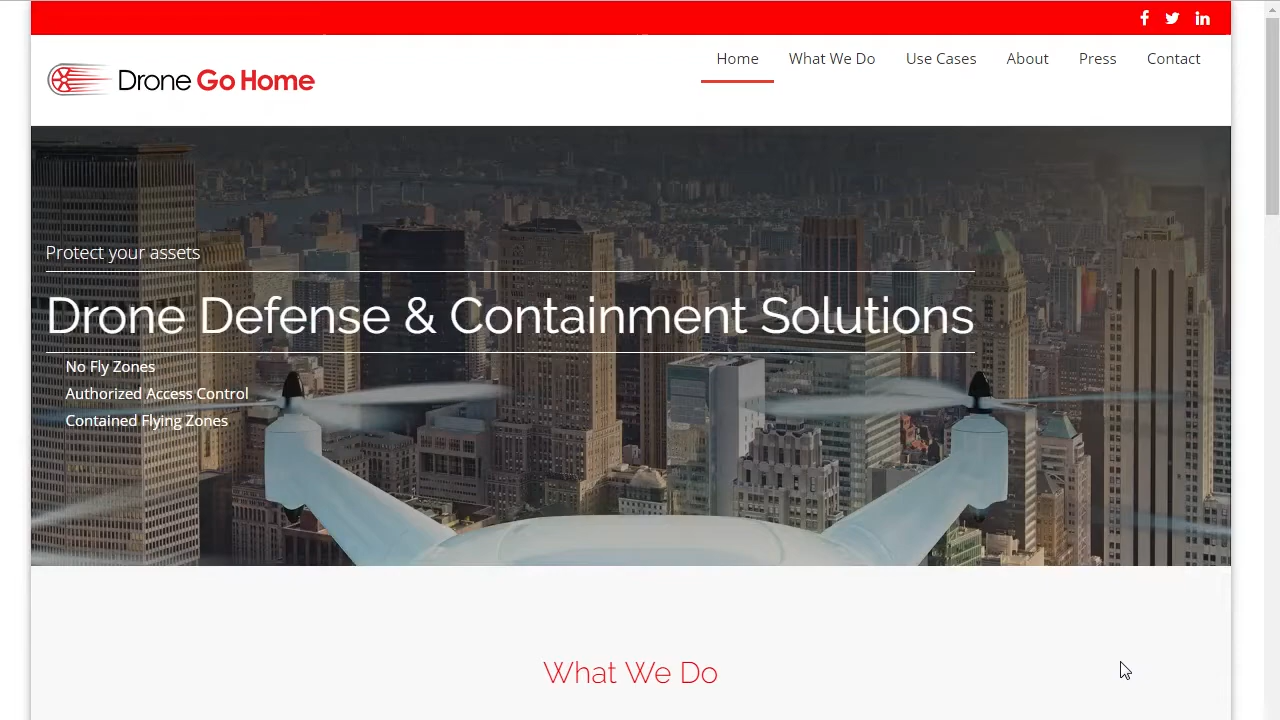 Drone Go Home
Home What We Do Use Cases About Press Contact
Protect your assets
Drone Defense & Containment Solutions
No Fly Zones
Authorized Access Control
Contained Flying Zones
What We Do